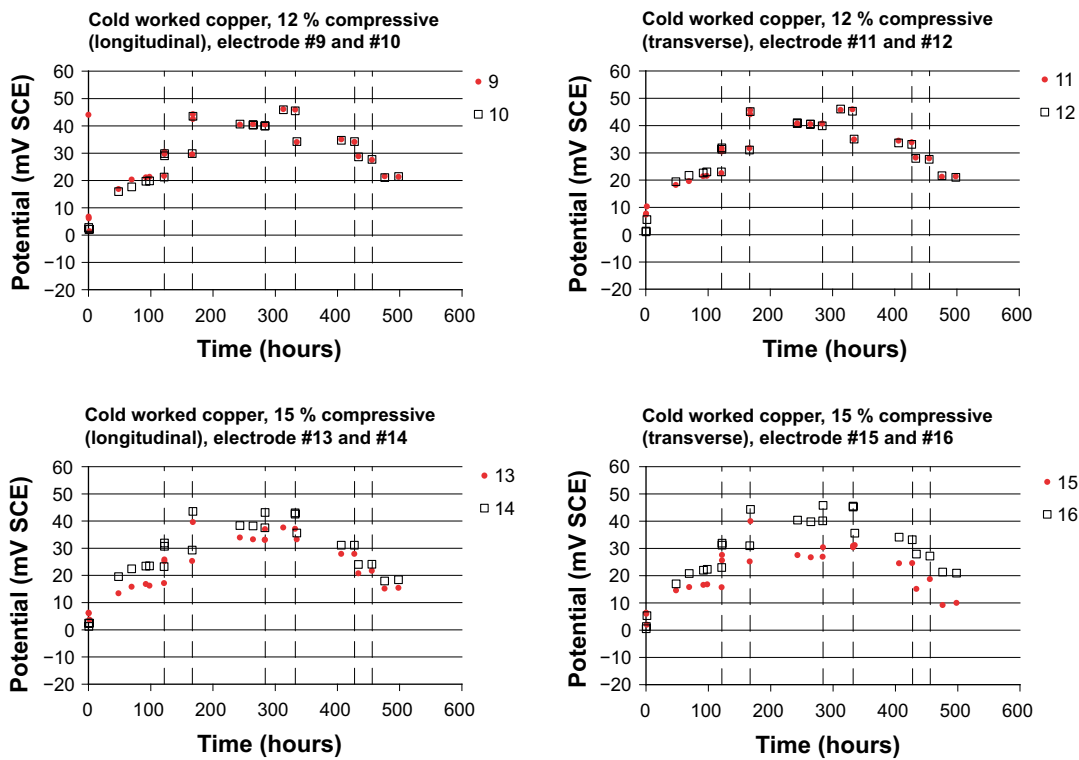 Cold worked copper, 12 % compressive
(longitudinal), electrode #9 and #10
60
50
40
30
20
10
0
−10
−20
Potential (mV SCE)
0 100 200 300 400 500 600
Time (hours)
9
10
Cold worked copper, 12 % compressive
(transverse), electrode #11 and #12
60
50
40
30
20
10
0
−10
−20
Potential (mV SCE)
0 100 200 300 400 500 600
Time (hours)
11
12
Cold worked copper, 15 % compressive
(longitudinal), electrode #13 and #14
60
50
40
30
20
10
0
−10
−20
Potential (mV SCE)
0 100 200 300 400 500 600
Time (hours)
13
14
Cold worked copper, 15 % compressive
(transverse), electrode #15 and #16
60
50
40
30
20
10
0
−10
−20
Potential (mV SCE)
0 100 200 300 400 500 600
Time (hours)
15
16